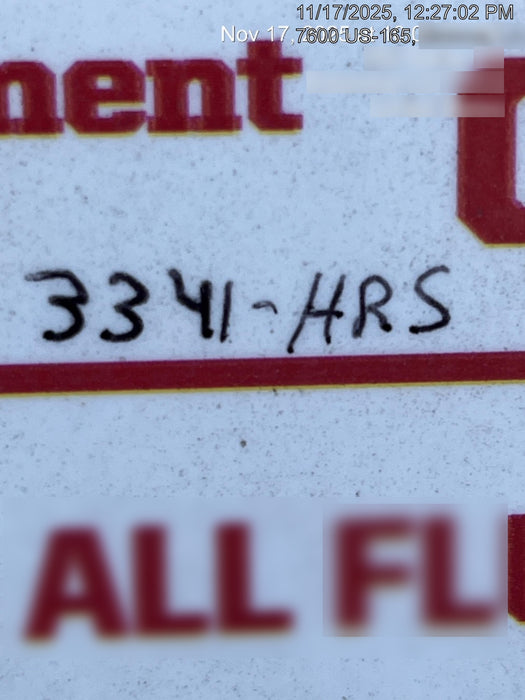 11/17/2025, 12:27:02 PM
Nov 17,
7600 US-165,
ment
3341-HRS
ALL FL